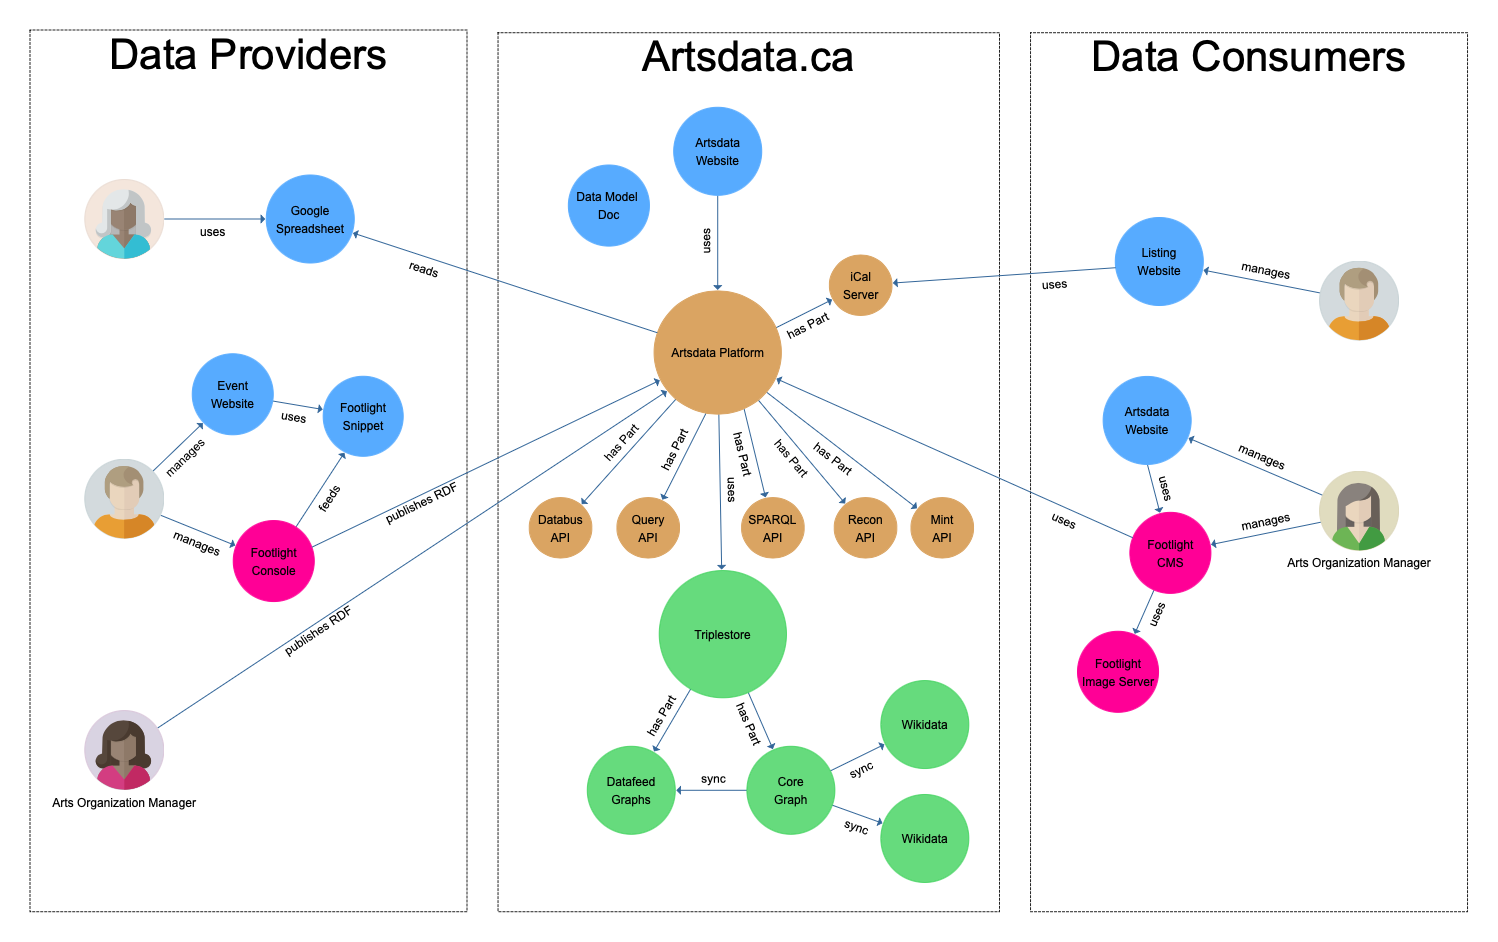 Data Providers
Google
Spreadsheet
uses
reads
Event
Website
uses
Footlight
Snippet
manages
feeds
manages
Footlight
Console
publishes RDF
publishes RDF
Arts Organization Manager
Artsdata.ca
Artsdata
Website
Data Model
Doc
uses
iCal
Server
has Part
Artsdata Platform
has Part
has Part
uses
has Part
has Part
has Part
Databus
API
Query
API
SPARQL
API
Recon
API
Mint
API
Triplestore
has Part
has Part
Datafeed
Graphs
sync
Core
Graph
sync
Wikidata
sync
Wikidata
Data Consumers
Listing
Website
manages
uses
Artsdata
Website
manages
uses
uses
manages
Footlight
CMS
Arts Organization Manager
uses
Footlight
Image Server